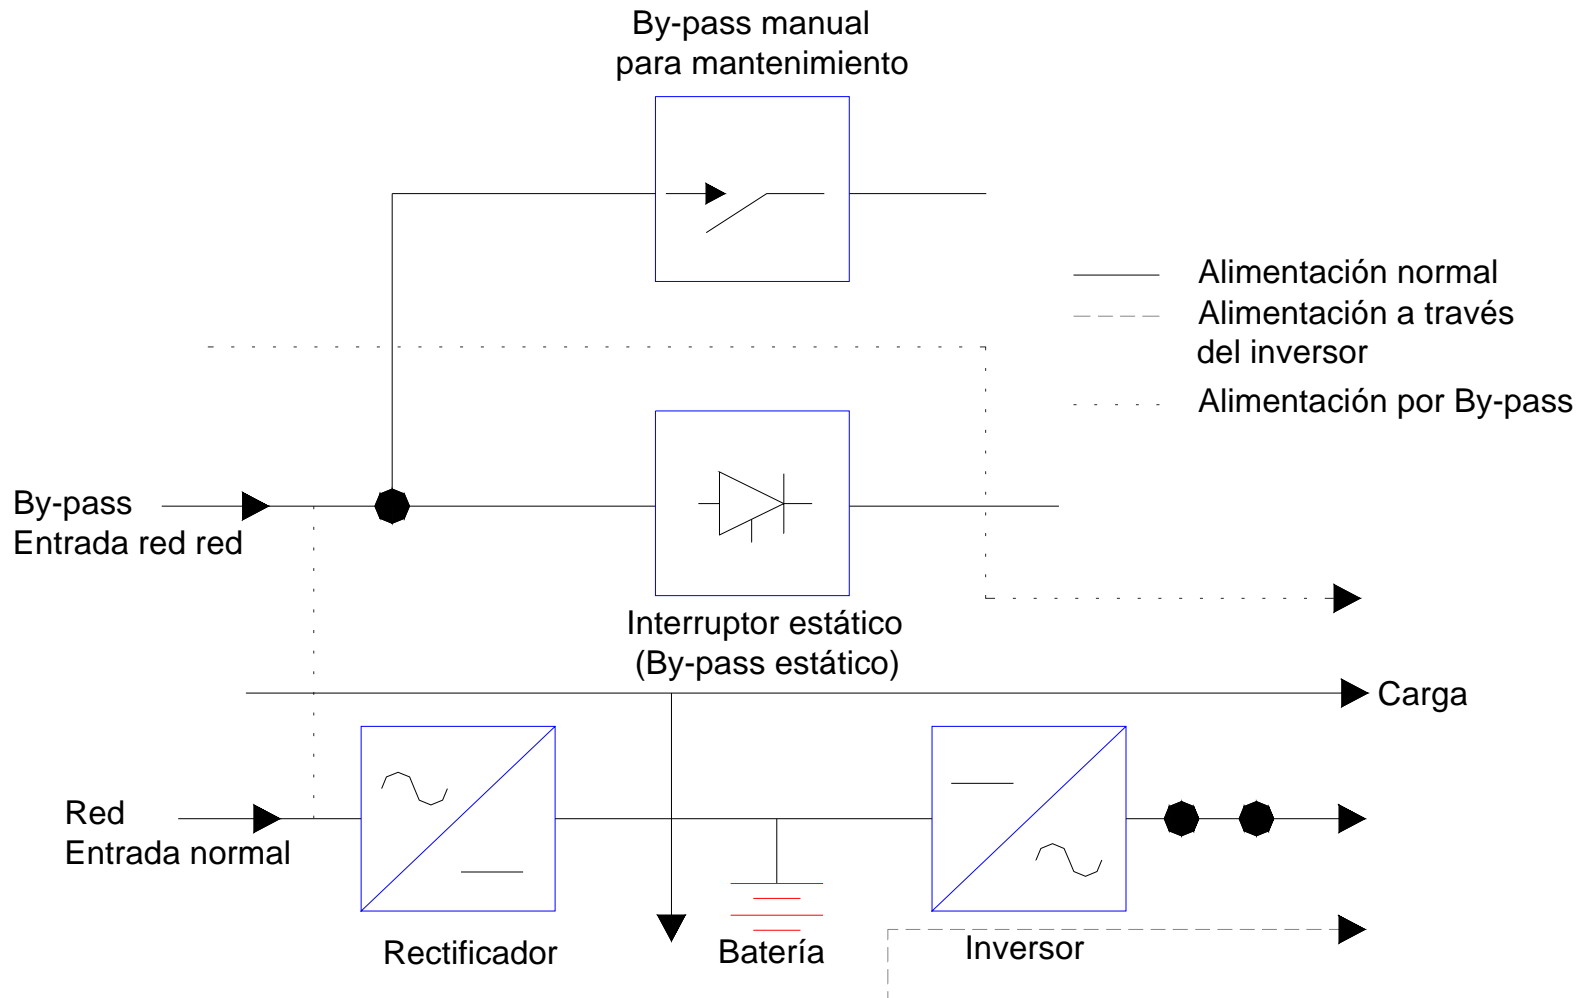 By-pass manual
para mantenimiento
Alimentación normal
Alimentación a través
del inversor
Alimentación por By-pass
By-pass
Entrada red red
Interruptor estático
(By-pass estático)
Carga
Red
Entrada normal
Rectificador
Batería
Inversor